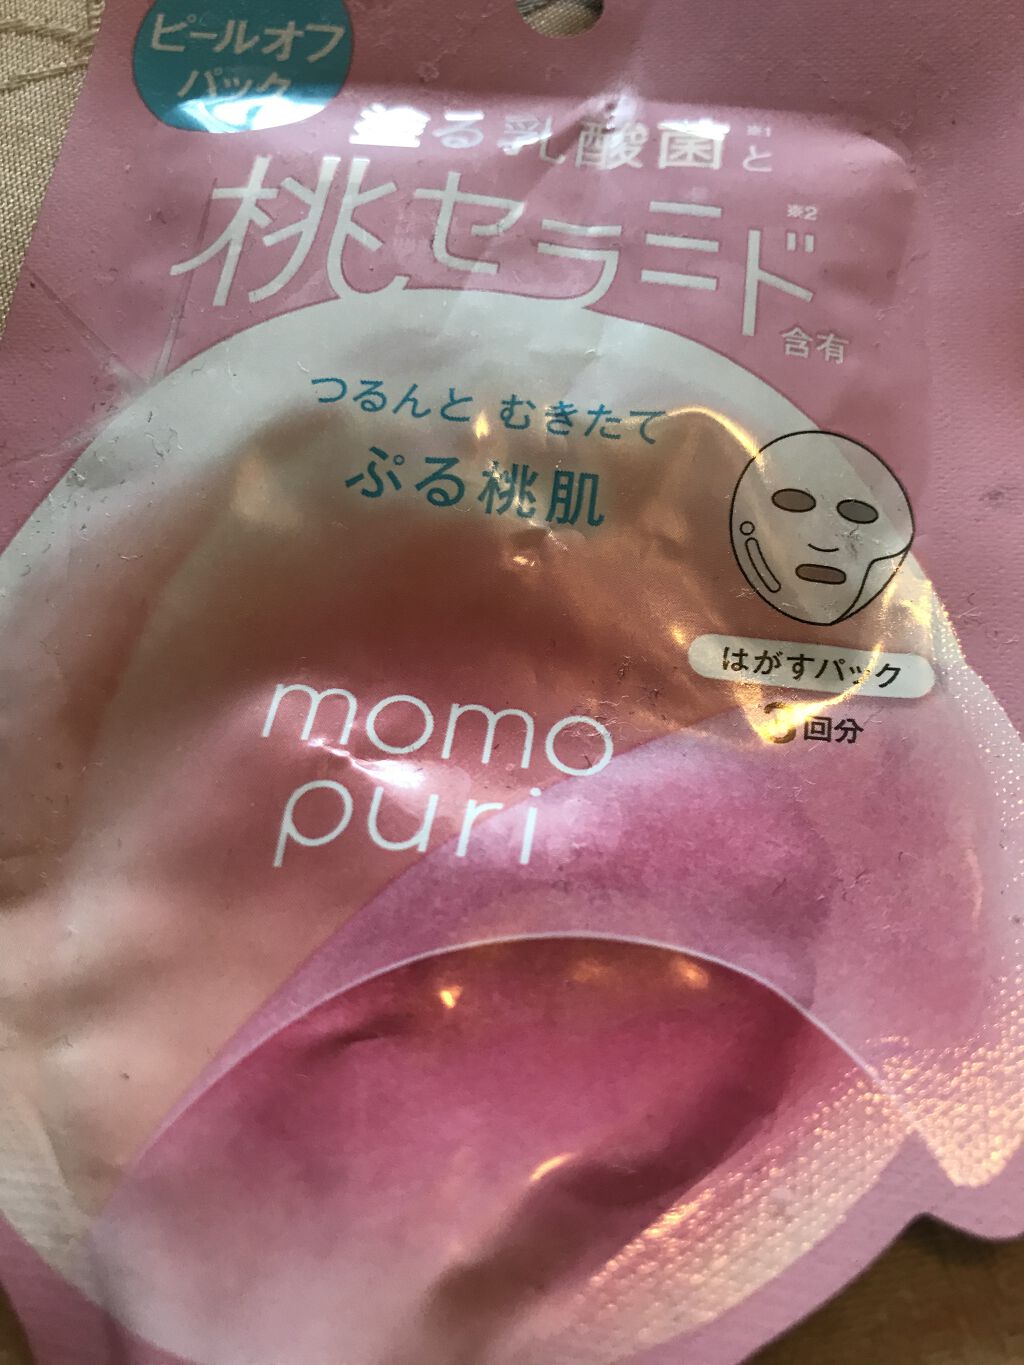 ピールオフ
パック
塗る乳酸菌※1と
桃セラミド※2
含有
つるんと むきたて
ぷる桃肌
はがすパック
回分
momo
puri